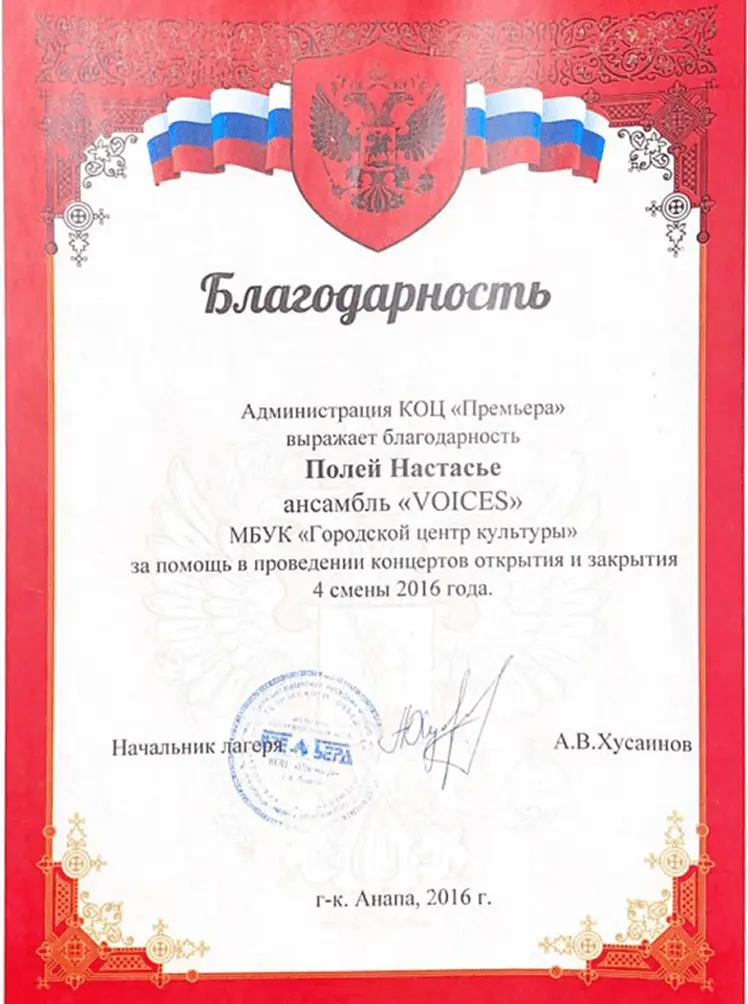 Благодарность
Администрация КОЦ «Премьера»
выражает благодарность
Полей Настасье
ансамбль «VOICES»
МБУК «Городской центр культуры»
за помощь в проведении концертов открытия и закрытия
4 смены 2016 года.
Начальник лагеря
А.В.Хусаинов
г-к. Анапа, 2016 г.